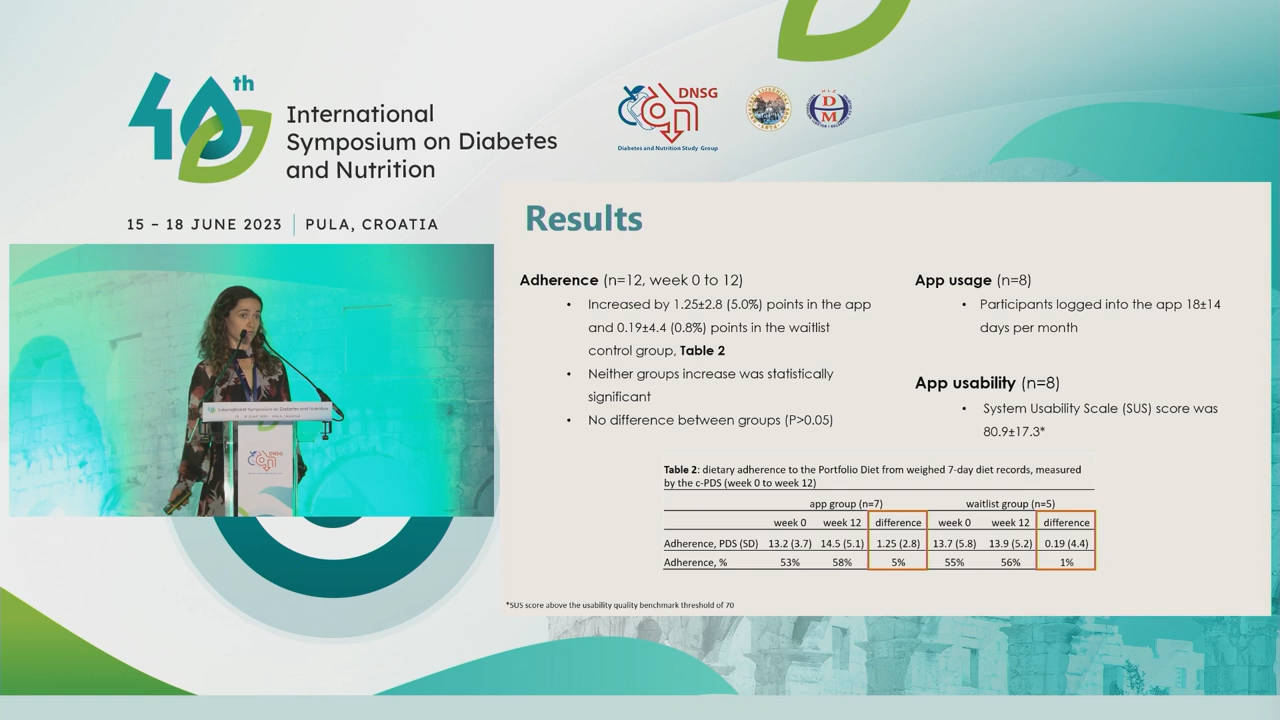 40th
International
Symposium on Diabetes
and Nutrition
15 – 18 JUNE 2023 | PULA, CROATIA
DNSG
Diabetes and Nutrition Study Group
Results
Adherence (n=12, week 0 to 12)
• Increased by 1.25±2.8 (5.0%) points in the app
and 0.19±4.4 (0.8%) points in the waitlist
control group, Table 2
• Neither groups increase was statistically
significant
• No difference between groups (P>0.05)
App usage (n=8)
• Participants logged into the app 18±14
days per month
App usability (n=8)
• System Usability Scale (SUS) score was
80.9±17.3*
Table 2: dietary adherence to the Portfolio Diet from weighed 7-day diet records, measured
by the c-PDS (week 0 to week 12)
app group (n=7) waitlist group (n=5)
week 0 week 12 difference week 0 week 12 difference
Adherence, PDS (SD) 13.2 (3.7) 14.5 (5.1) 1.25 (2.8) 13.7 (5.8) 13.9 (5.2) 0.19 (4.4)
Adherence, % 53% 58% 5% 55% 56% 1%
*SUS score above the usability quality benchmark threshold of 70
International Symposium on Diabetes and Nutrition
DNSG